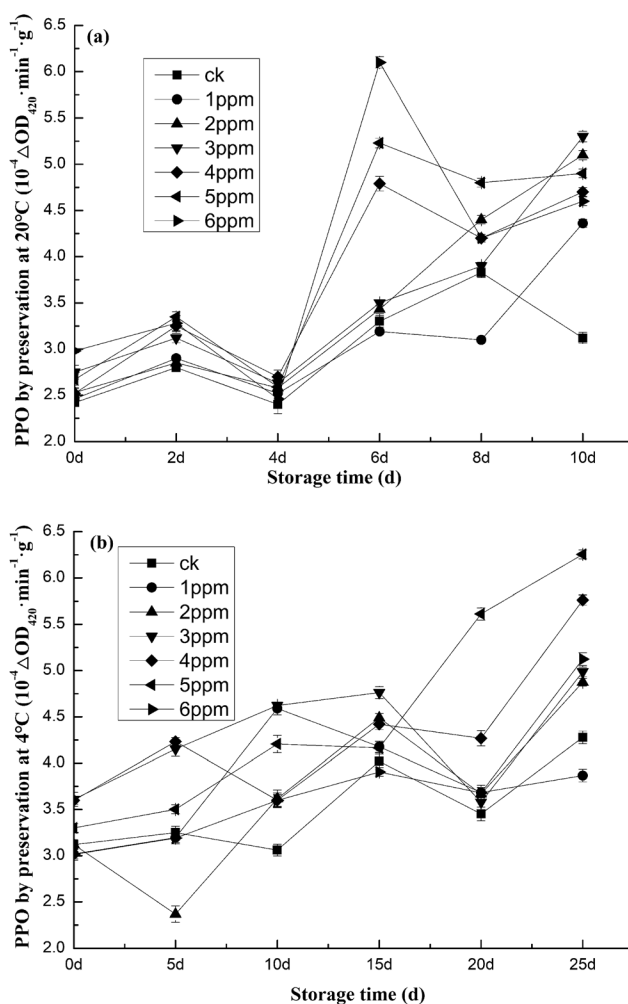 (a)
ck
1ppm
2ppm
3ppm
4ppm
5ppm
6ppm
PPO by preservation at 20℃ (10⁻⁴△OD₄₂₀·min⁻¹·g⁻¹)
6.5
6.0
5.5
5.0
4.5
4.0
3.5
3.0
2.5
2.0
0d 2d 4d 6d 8d 10d
Storage time (d)
(b)
ck
1ppm
2ppm
3ppm
4ppm
5ppm
6ppm
PPO by preservation at 4℃ (10⁻⁴△OD₄₂₀·min⁻¹·g⁻¹)
6.5
6.0
5.5
5.0
4.5
4.0
3.5
3.0
2.5
2.0
0d 5d 10d 15d 20d 25d
Storage time (d)